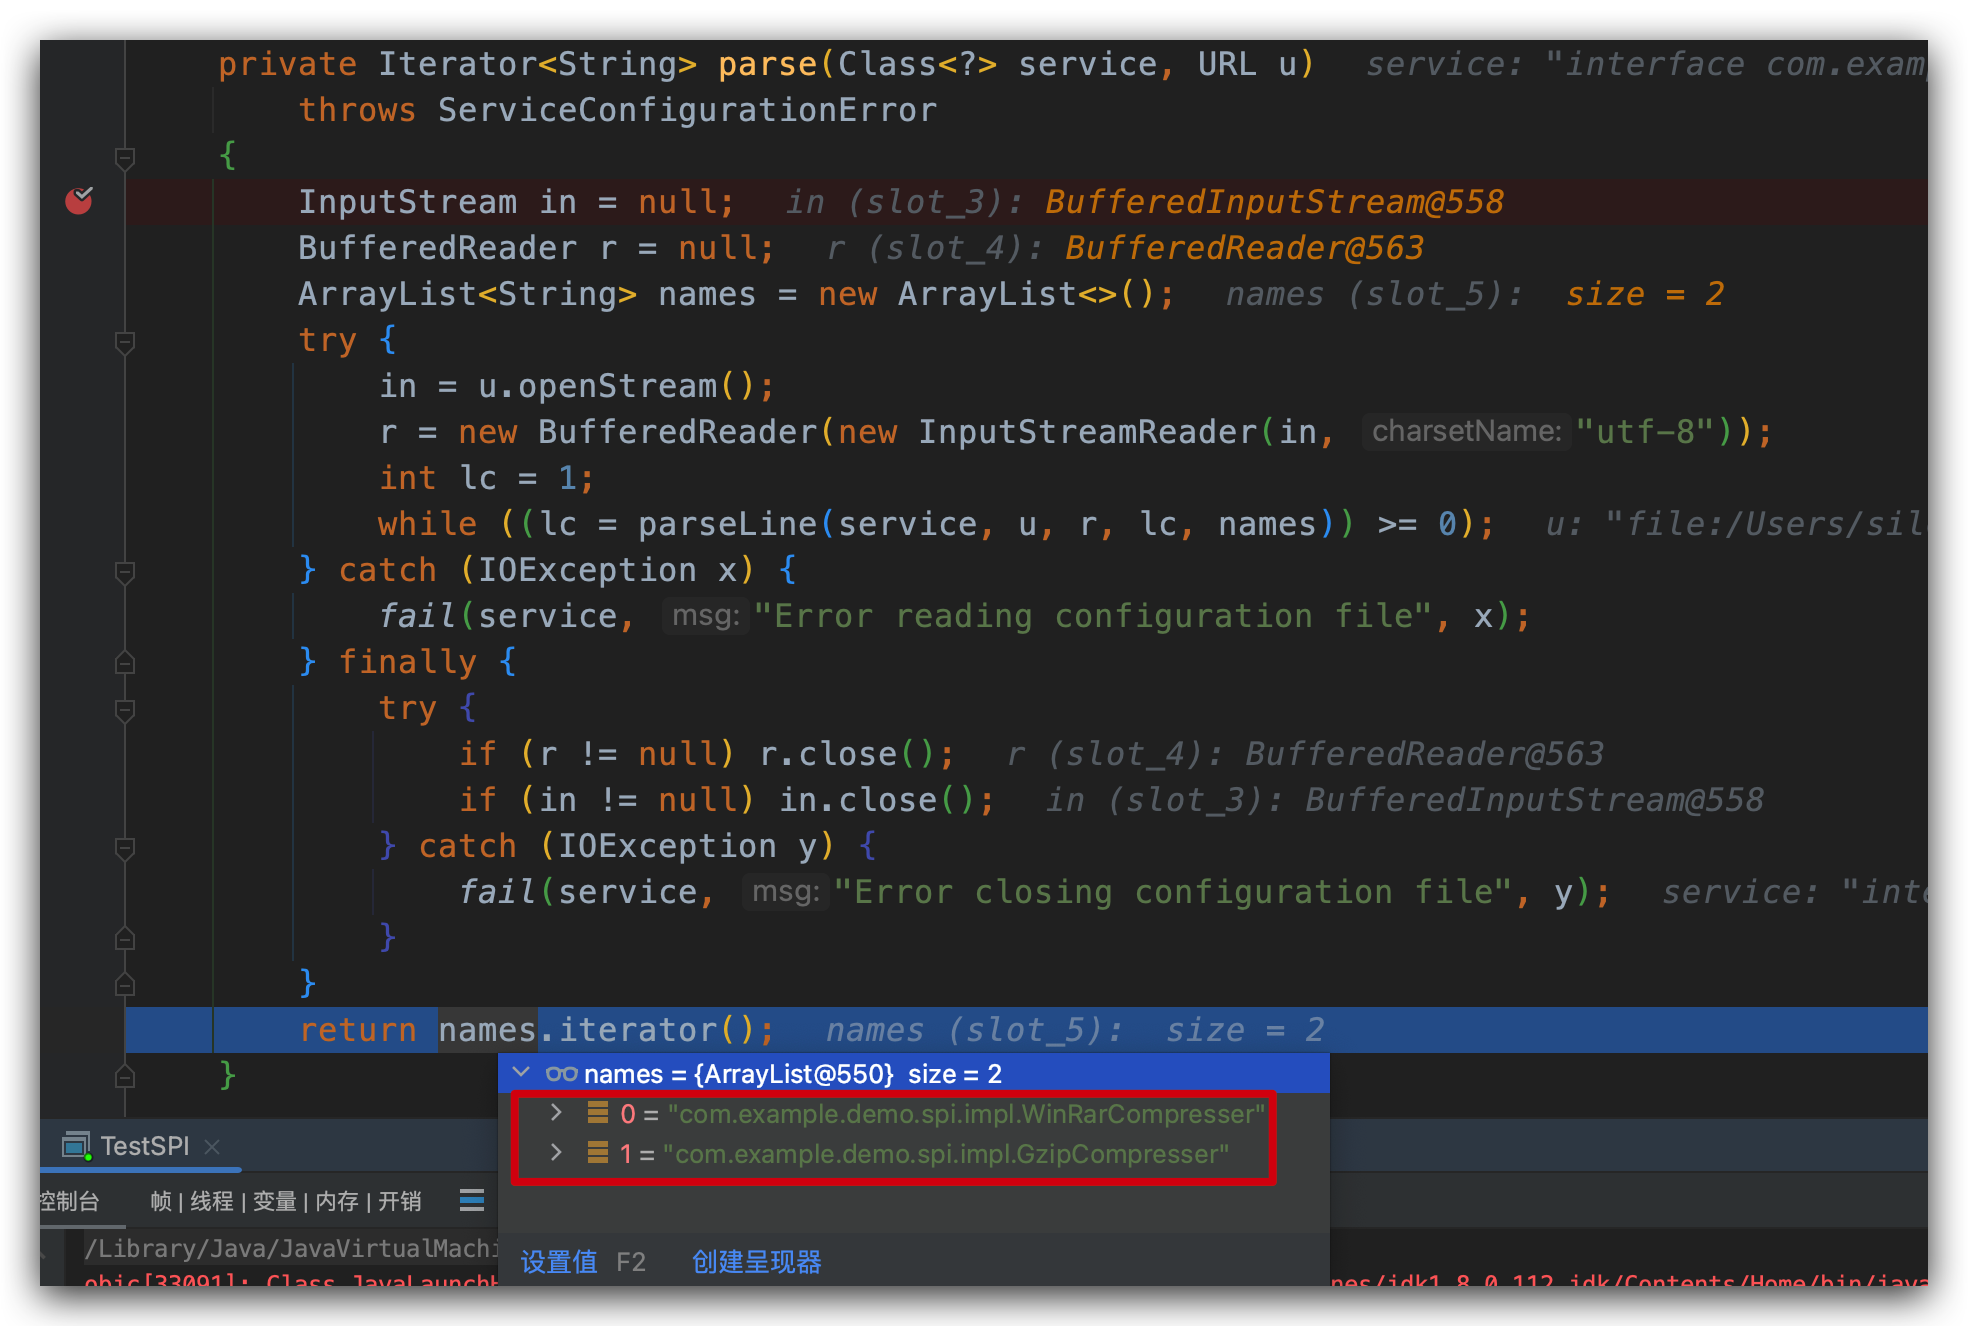 private Iterator<String> parse(Class<?> service, URL u)   service: "interface com.exam
throws ServiceConfigurationError
{
InputStream in = null;   in (slot_3): BufferedInputStream@558
BufferedReader r = null;   r (slot_4): BufferedReader@563
ArrayList<String> names = new ArrayList<>();   names (slot_5):  size = 2
try {
in = u.openStream();
r = new BufferedReader(new InputStreamReader(in, charsetName: "utf-8"));
int lc = 1;
while ((lc = parseLine(service, u, r, lc, names)) >= 0);   u: "file:/Users/sil
} catch (IOException x) {
fail(service, msg: "Error reading configuration file", x);
} finally {
try {
if (r != null) r.close();   r (slot_4): BufferedReader@563
if (in != null) in.close();   in (slot_3): BufferedInputStream@558
} catch (IOException y) {
fail(service, msg: "Error closing configuration file", y);   service: "inte
}
}
return names.iterator();   names (slot_5):  size = 2
}
names = {ArrayList@550}  size = 2
0 = "com.example.demo.spi.impl.WinRarCompresser"
1 = "com.example.demo.spi.impl.GzipCompresser"
设置值 F2 创建呈现器
TestSPI
控制台 帧 | 线程 | 变量 | 内存 | 开销
/Library/Java/JavaVirtualMachi
objc[33091]: Class JavaLaunchH
nes/jdk1.8.0_112.jdk/Contents/Home/bin/java